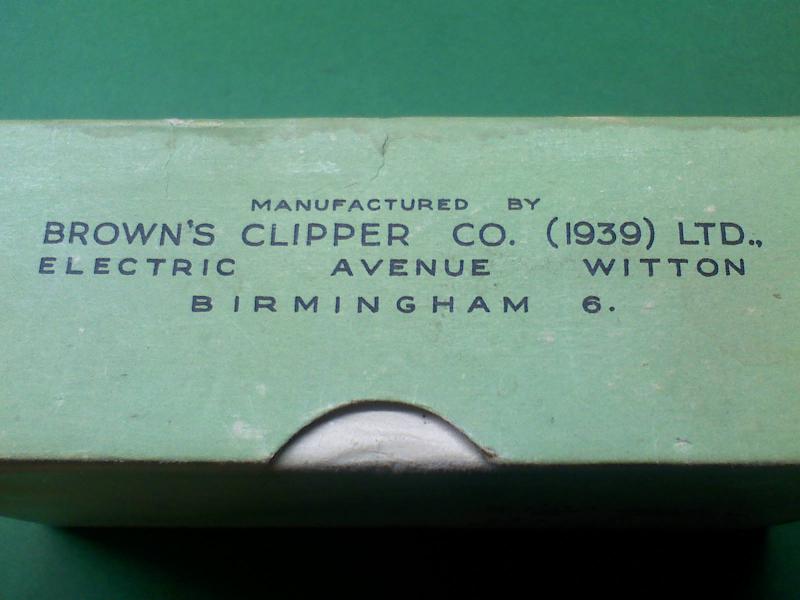 MANUFACTURED BY
BROWN'S CLIPPER CO. (1939) LTD.,
ELECTRIC AVENUE WITTON
BIRMINGHAM 6.